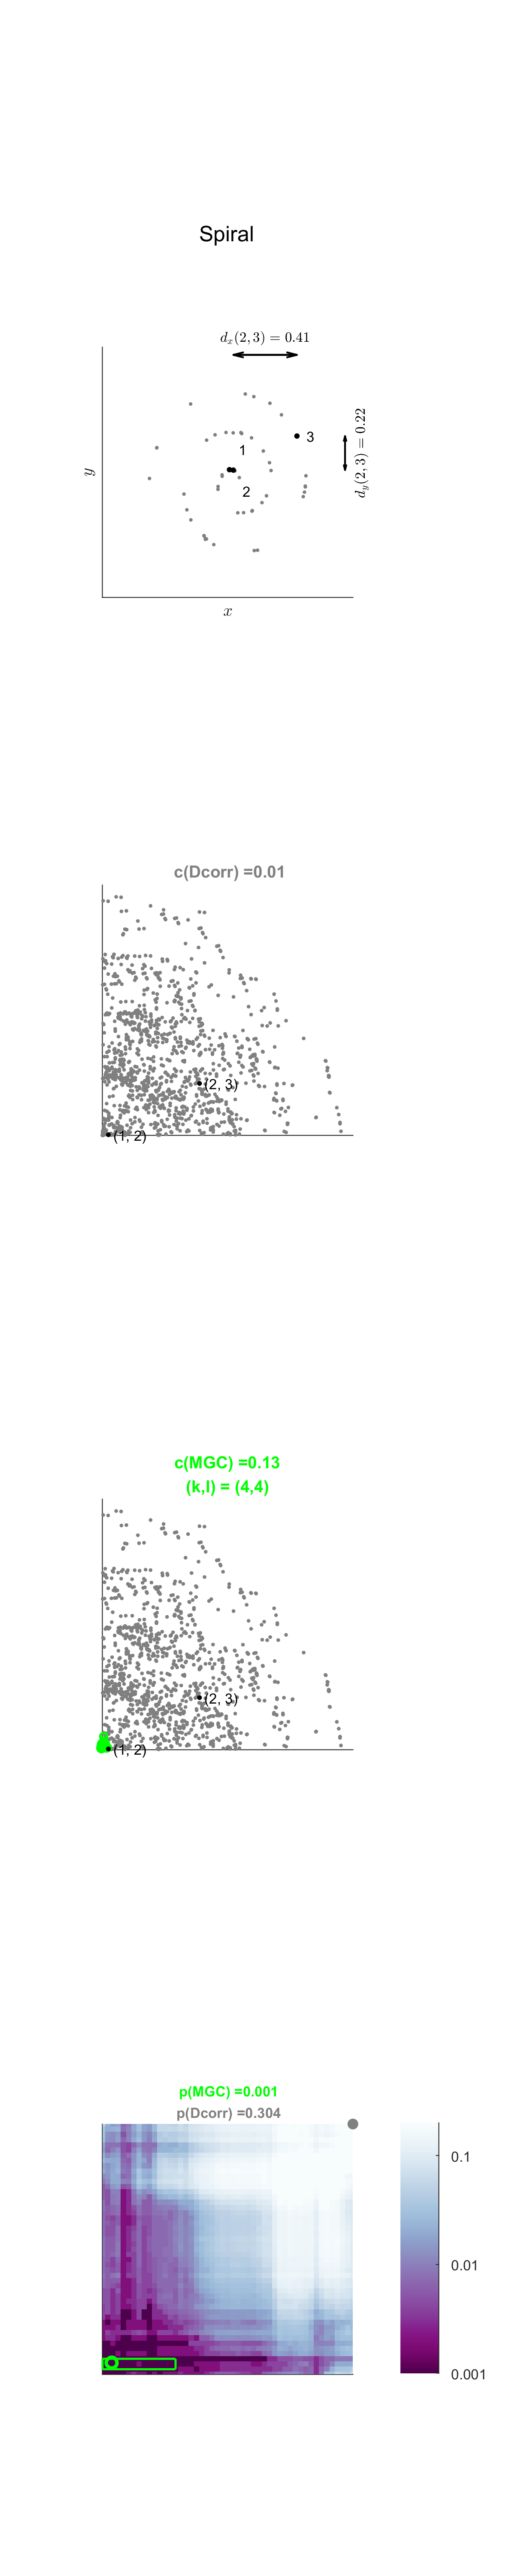 Spiral
d_x(2, 3) = 0.41
3
1
2
d_y(2, 3) = 0.22
y
x
c(Dcorr) =0.01
(2, 3)
(1, 2)
c(MGC) =0.13
(k,l) = (4,4)
(2, 3)
(1, 2)
p(MGC) =0.001
p(Dcorr) =0.304
0.1
0.01
0.001